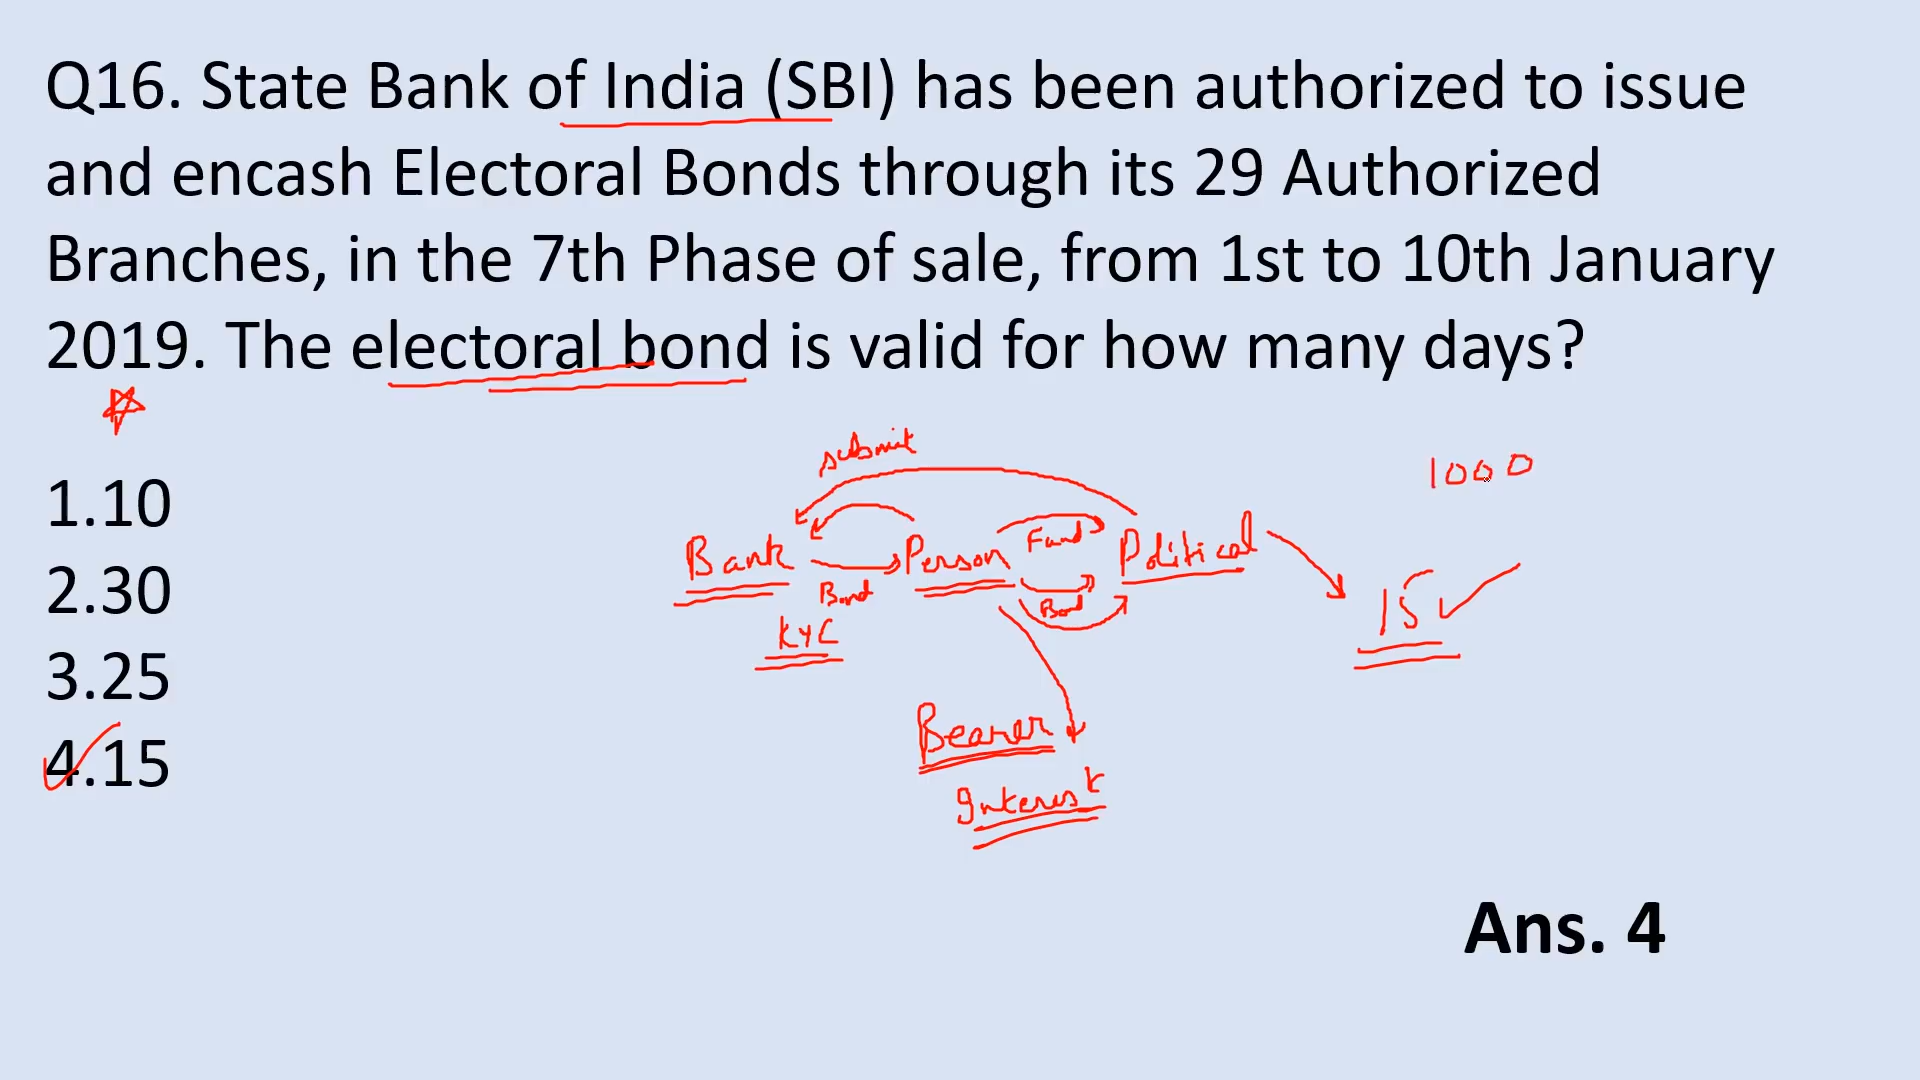 Q16. State Bank of India (SBI) has been authorized to issue
and encash Electoral Bonds through its 29 Authorized
Branches, in the 7th Phase of sale, from 1st to 10th January
2019. The electoral bond is valid for how many days?
submit
1000
1.10
Bank Person Fund Political
2.30
Bond Bond 15
KYC
3.25
Bearer
4.15
Interest
Ans. 4